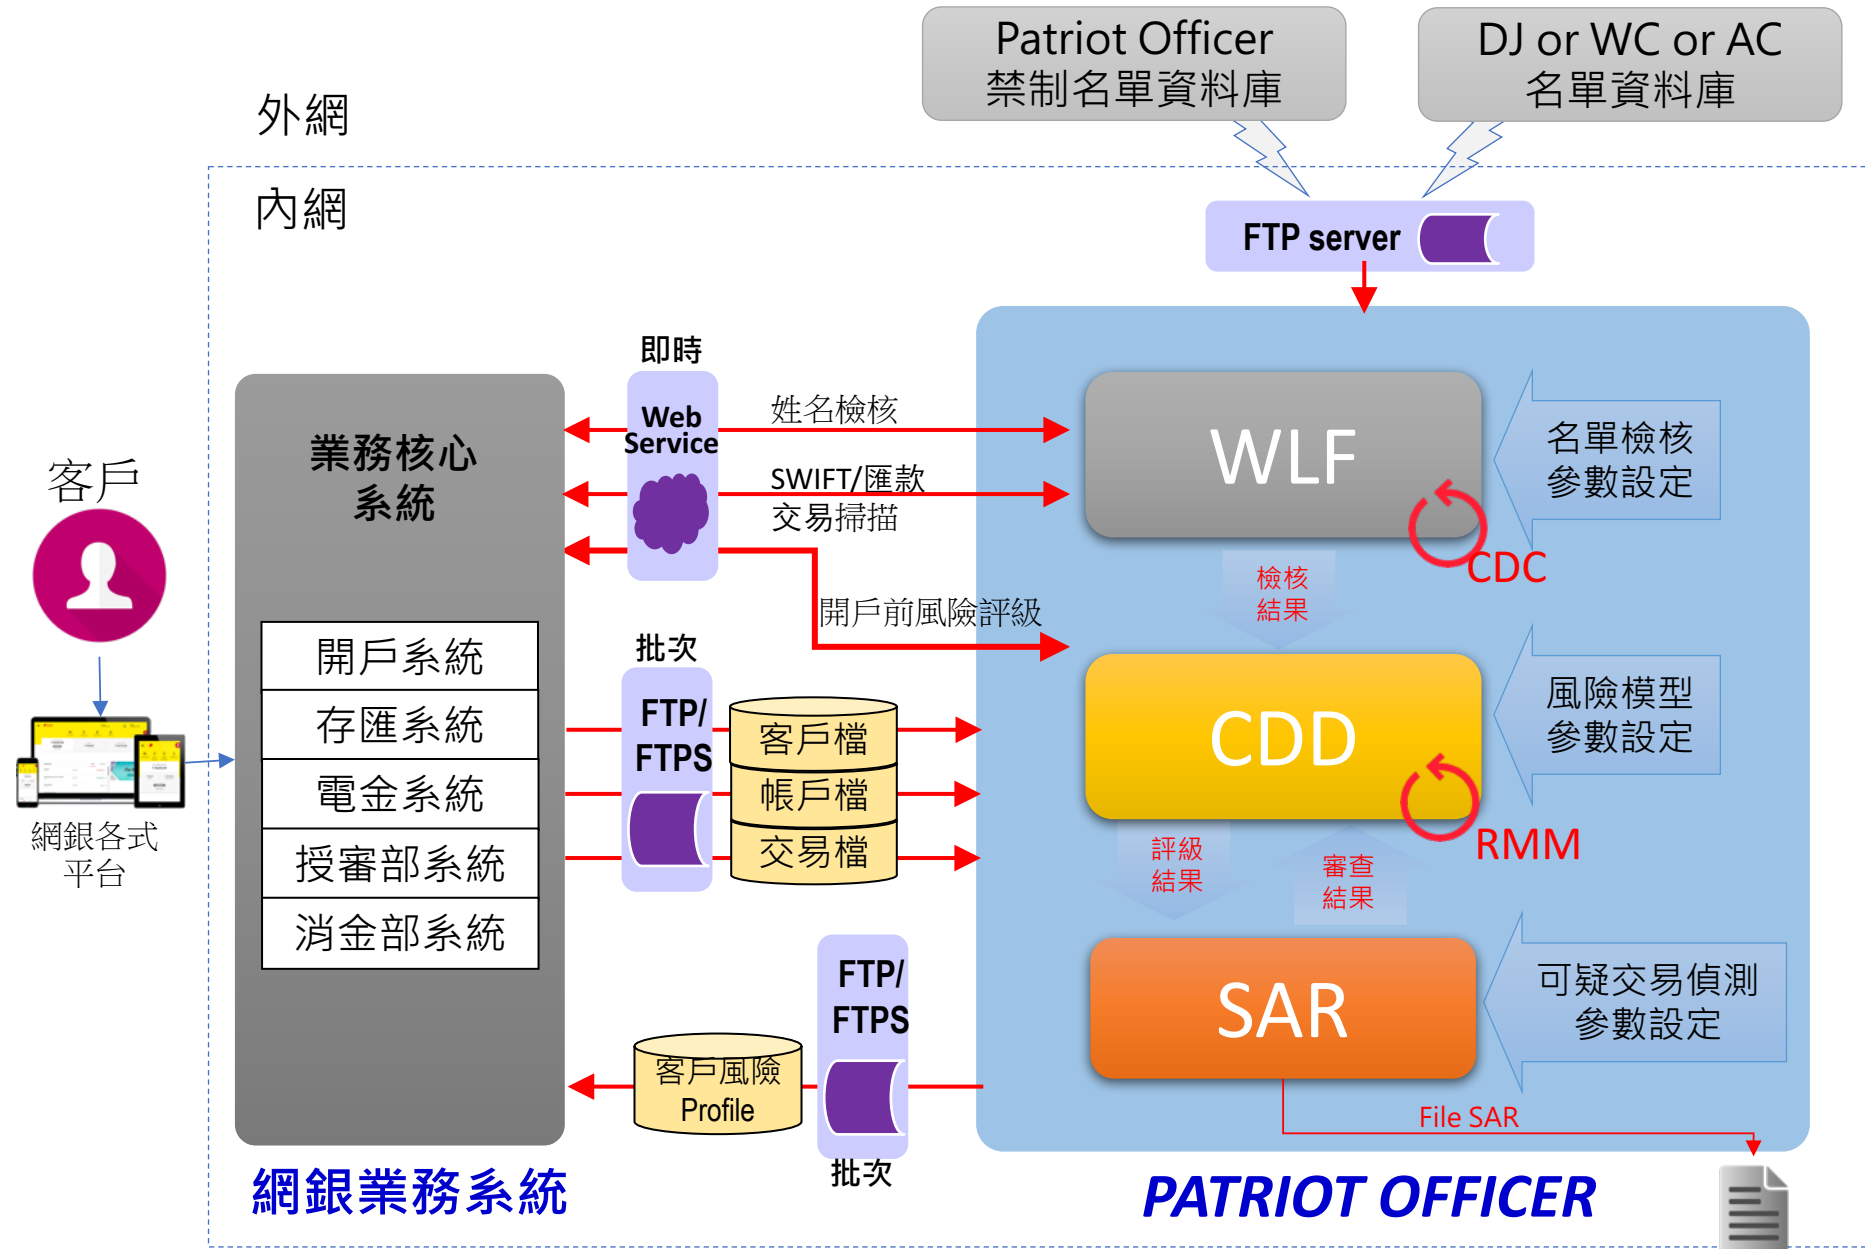 Patriot Officer
禁制名單資料庫
DJ or WC or AC
名單資料庫
外網
內網
FTP server
即時
Web
Service
姓名檢核
SWIFT/匯款
交易掃描
開戶前風險評級
業務核心
系統
客戶
網銀各式
平台
開戶系統
存匯系統
電金系統
授審部系統
消金部系統
批次
FTP/
FTPS
客戶檔
帳戶檔
交易檔
WLF
CDC
名單檢核
參數設定
檢核
結果
CDD
RMM
風險模型
參數設定
評級
結果
審查
結果
SAR
可疑交易偵測
參數設定
File SAR
FTP/
FTPS
客戶風險
Profile
批次
網銀業務系統
PATRIOT OFFICER